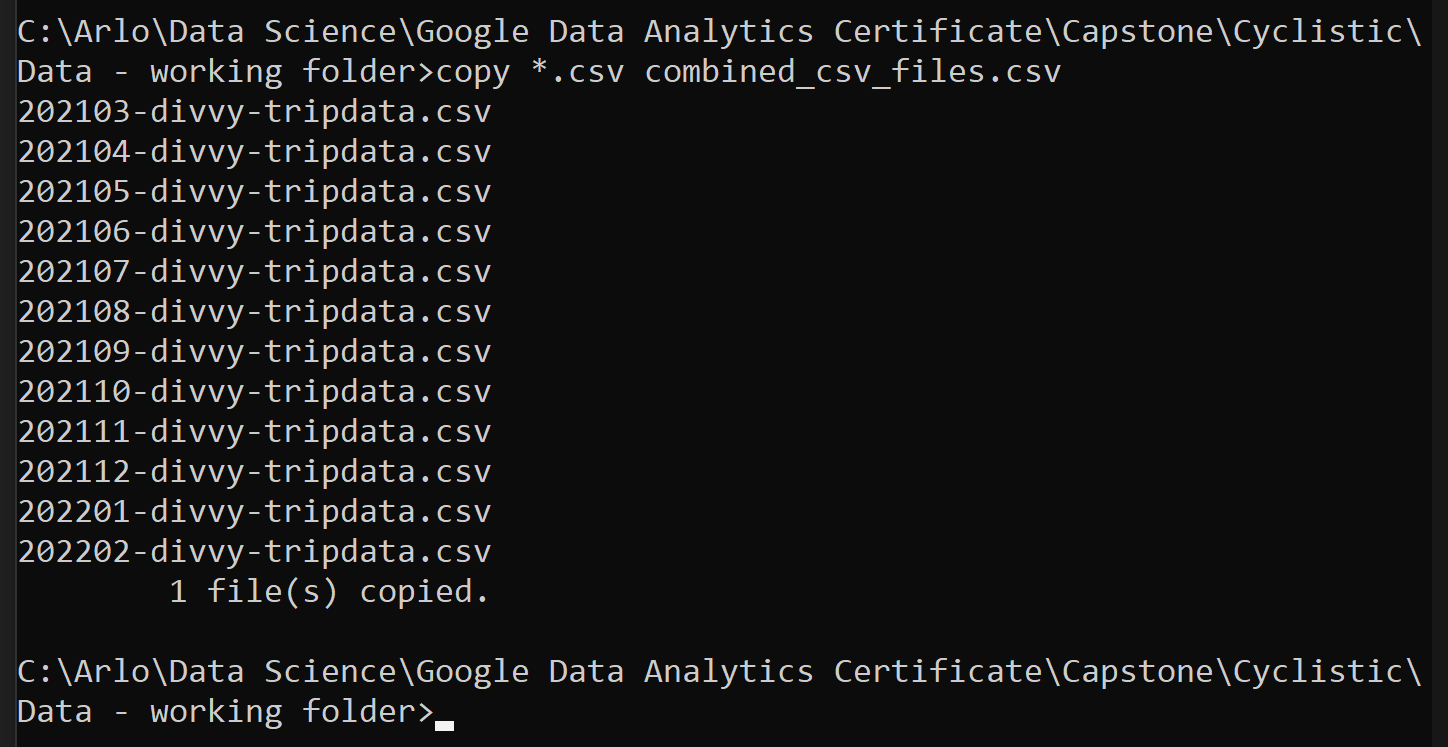 C:\Arlo\Data Science\Google Data Analytics Certificate\Capstone\Cyclistic\
Data - working folder>copy *.csv combined_csv_files.csv
202103-divvy-tripdata.csv
202104-divvy-tripdata.csv
202105-divvy-tripdata.csv
202106-divvy-tripdata.csv
202107-divvy-tripdata.csv
202108-divvy-tripdata.csv
202109-divvy-tripdata.csv
202110-divvy-tripdata.csv
202111-divvy-tripdata.csv
202112-divvy-tripdata.csv
202201-divvy-tripdata.csv
202202-divvy-tripdata.csv
        1 file(s) copied.

C:\Arlo\Data Science\Google Data Analytics Certificate\Capstone\Cyclistic\
Data - working folder>